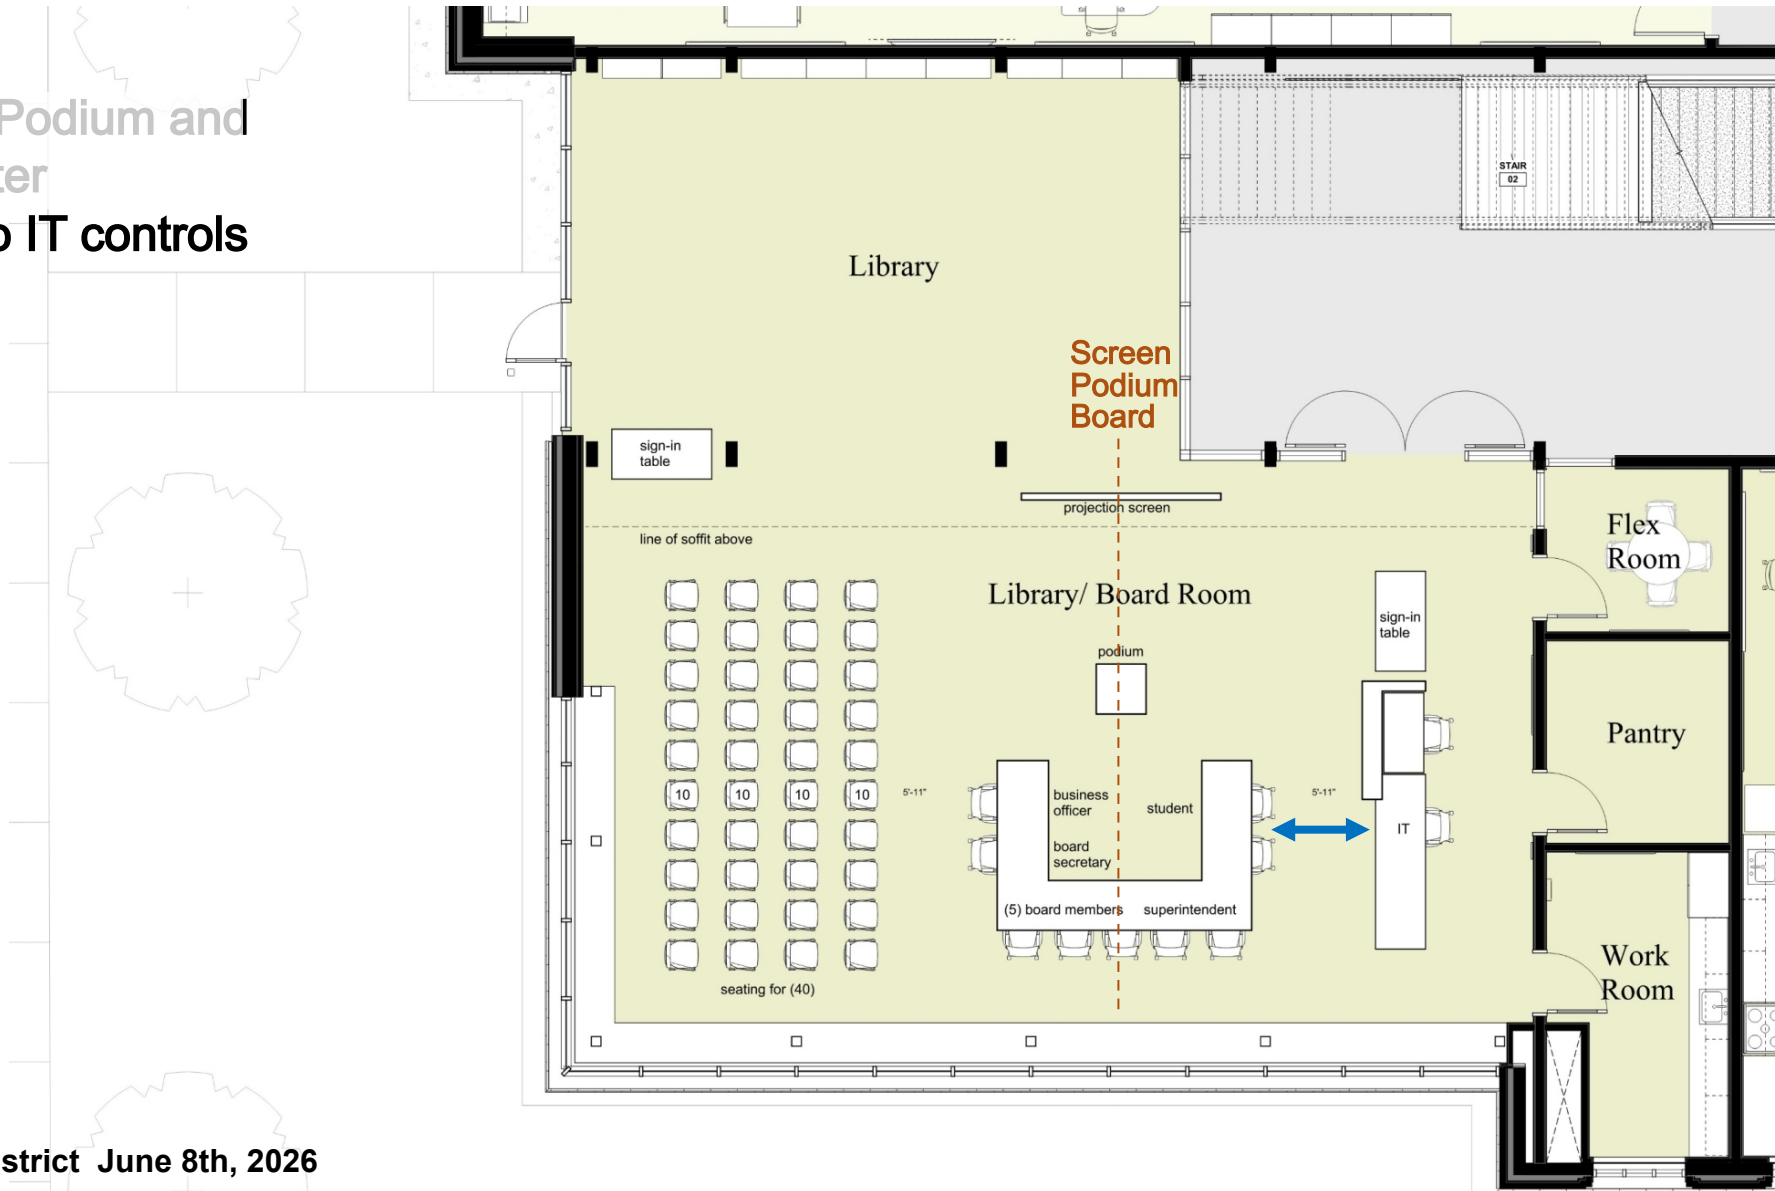 Podium and
IT controls
STAIR
02
Library
Screen
Podium
Board
sign-in
table
projection screen
line of soffit above
Flex
Room
Library/ Board Room
sign-in
table
podium
Pantry
10 10 10 10
5'-11"
business
officer
student
5'-11"
IT
board
secretary
(5) board members superintendent
Work
Room
seating for (40)
strict June 8th, 2026